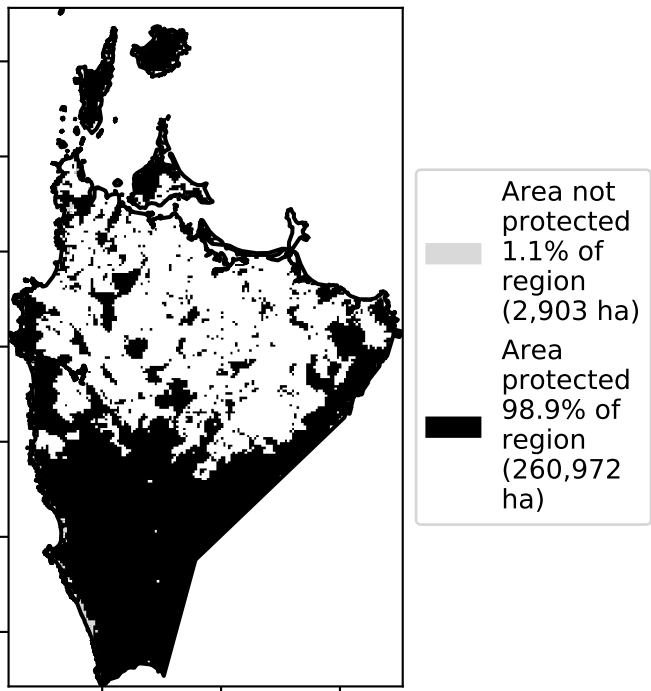 Area not
protected
1.1% of
region
(2,903 ha)
Area
protected
98.9% of
region
(260,972
ha)